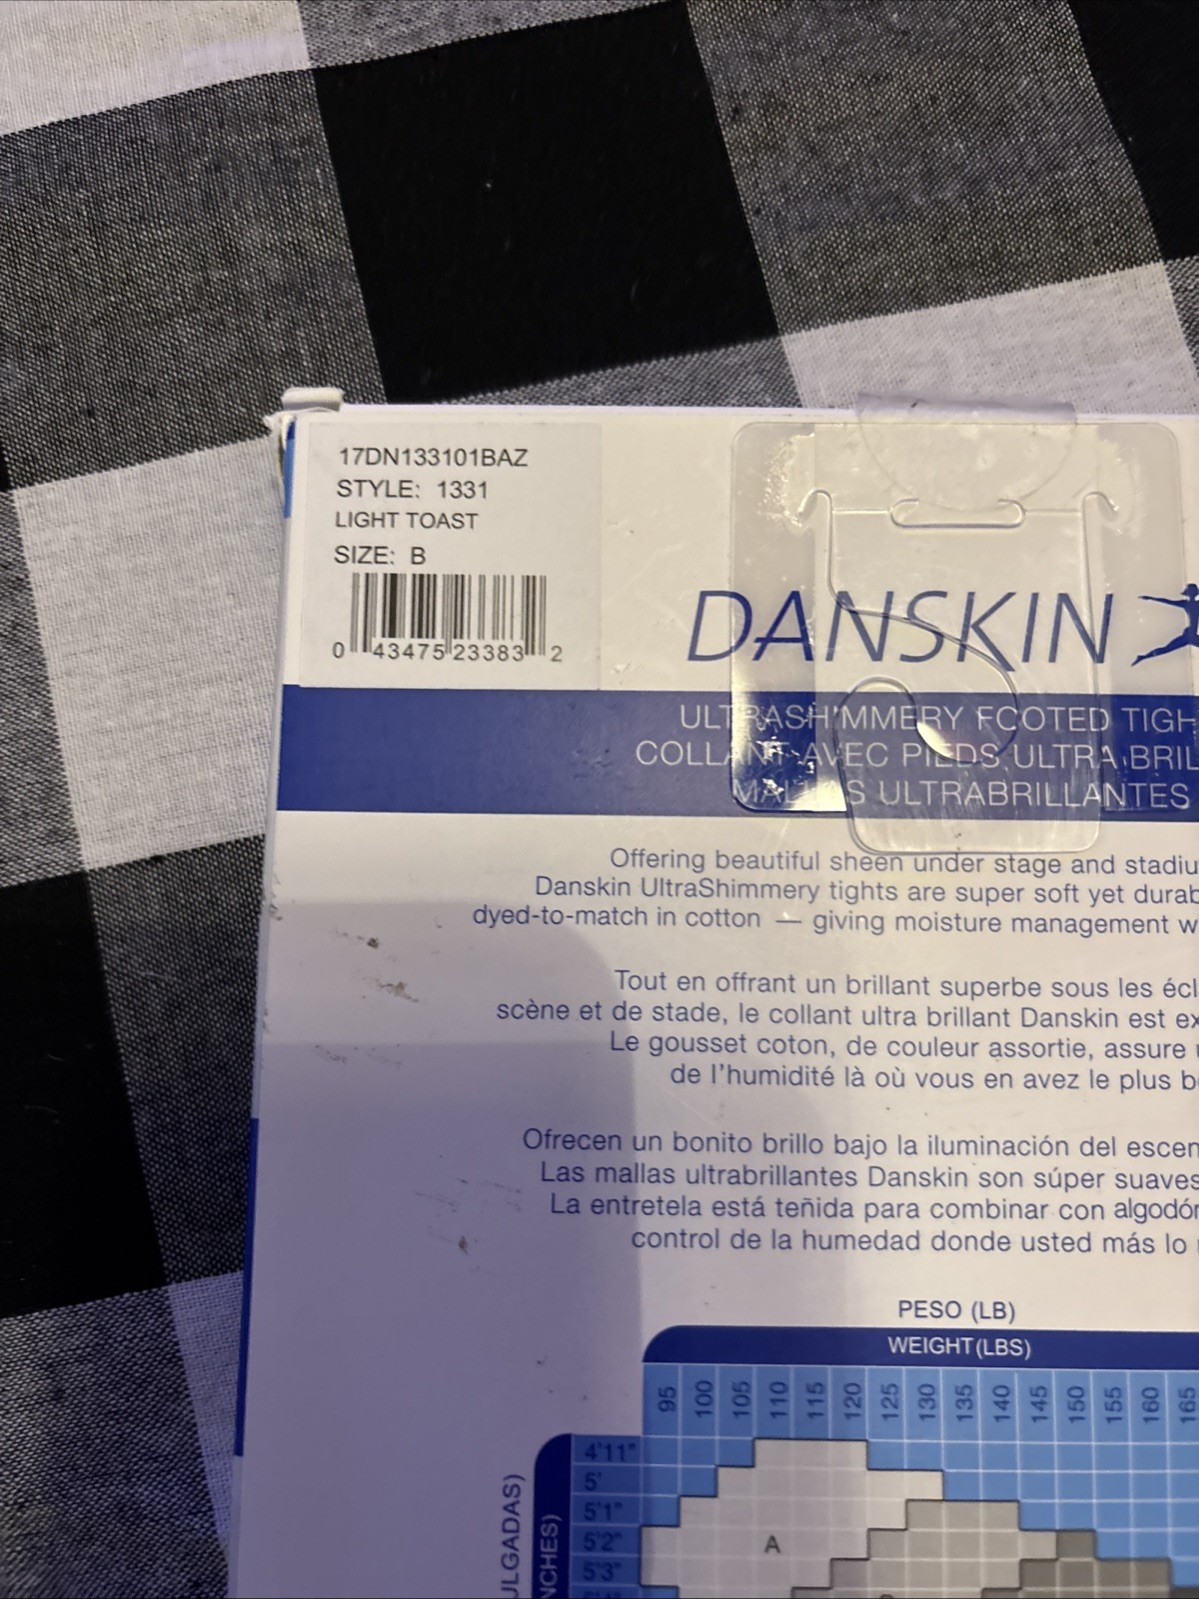 17DN133101BAZ
STYLE: 1331
LIGHT TOAST
SIZE: B
0 43475 23383 2
DANSKIN
ULTRASHIMMERY FOOTED TIGH
COLLANT AVEC PIEDS ULTRA BRIL
MALLAS ULTRABRILLANTES
Offering beautiful sheen under stage and stadiu
Danskin UltraShimmery tights are super soft yet durab
dyed-to-match in cotton — giving moisture management w
Tout en offrant un brillant superbe sous les écl
scène et de stade, le collant ultra brillant Danskin est ex
Le gousset coton, de couleur assortie, assure
de l'humidité là où vous en avez le plus b
Ofrecen un bonito brillo bajo la iluminación del escen
Las mallas ultrabrillantes Danskin son súper suaves
La entretela está teñida para combinar con algodón
control de la humedad donde usted más lo
PESO (LB)
WEIGHT(LBS)
95 100 105 110 115 120 125 130 135 140 145 150 155 160 165
4'11"
5'
5'1"
5'2"
5'3"
A
ULGADAS)
NCHES)